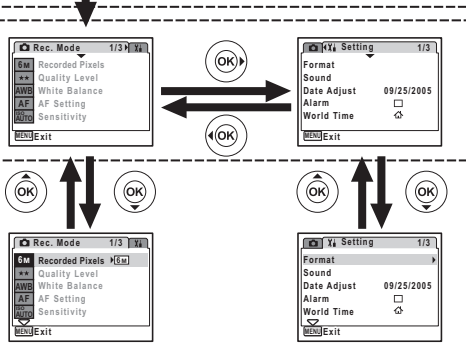 Rec. Mode 1/3
6M Recorded Pixels
★★ Quality Level
AWB White Balance
AF AF Setting
ISO AUTO Sensitivity
MENU Exit
OK
OK
Setting 1/3
Format
Sound
Date Adjust 09/25/2005
Alarm
World Time
MENU Exit
OK
OK
OK
OK
Rec. Mode 1/3
6M Recorded Pixels 6M
★★ Quality Level
AWB White Balance
AF AF Setting
ISO AUTO Sensitivity
MENU Exit
Setting 1/3
Format
Sound
Date Adjust 09/25/2005
Alarm
World Time
MENU Exit